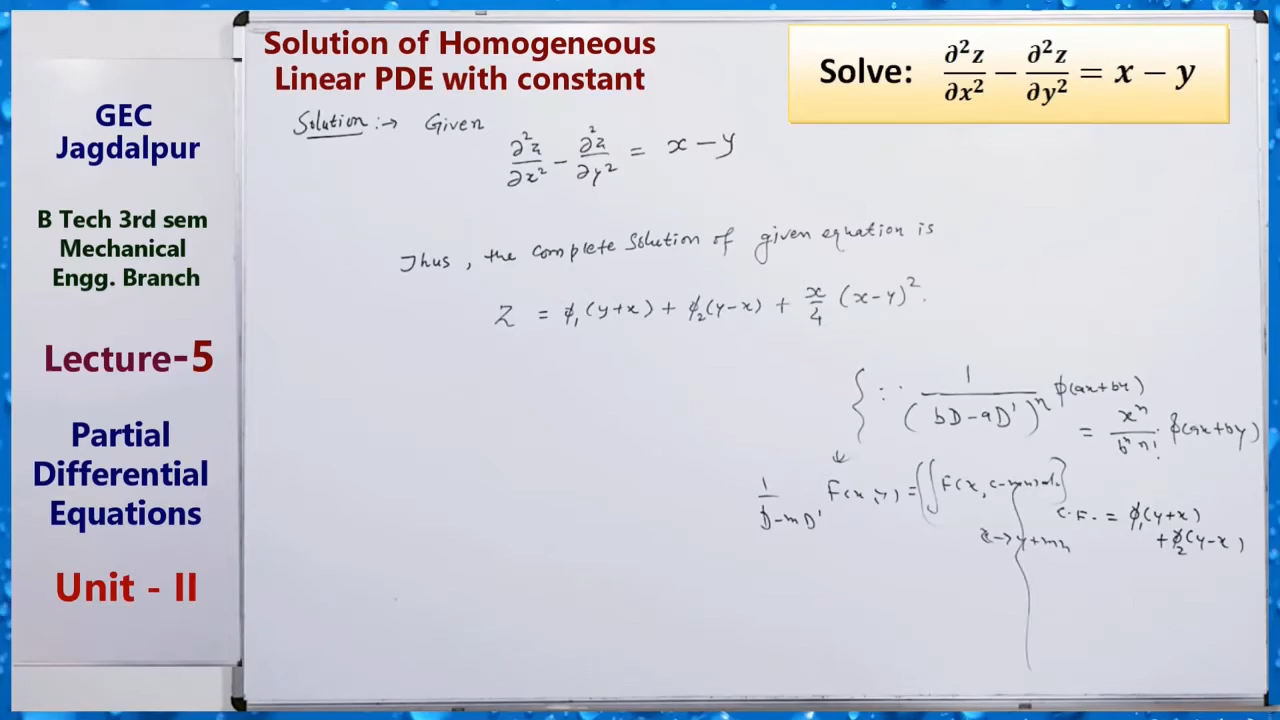 Solution of Homogeneous
Linear PDE with constant
Solve: ∂²z/∂x² − ∂²z/∂y² = x − y
GEC
Jagdalpur
B Tech 3rd sem
Mechanical
Engg. Branch
Lecture-5
Partial
Differential
Equations
Unit - II
Solution :→ Given
∂²z/∂x² − ∂²z/∂y² = x − y
Thus, the complete solution of given equation is
Z = ϕ₁(y+x) + ϕ₂(y−x) + x/4 (x−y)².
{ ∵ 1/(bD−aD')ⁿ ϕ(ax+by)
= xⁿ/(bⁿ n!) ϕ(ax+by)
1/(D−mD') F(x,y) = {∫F(x, c−mx)dx}
c → y+mx
C.F. = ϕ₁(y+x)
+ϕ₂(y−x)